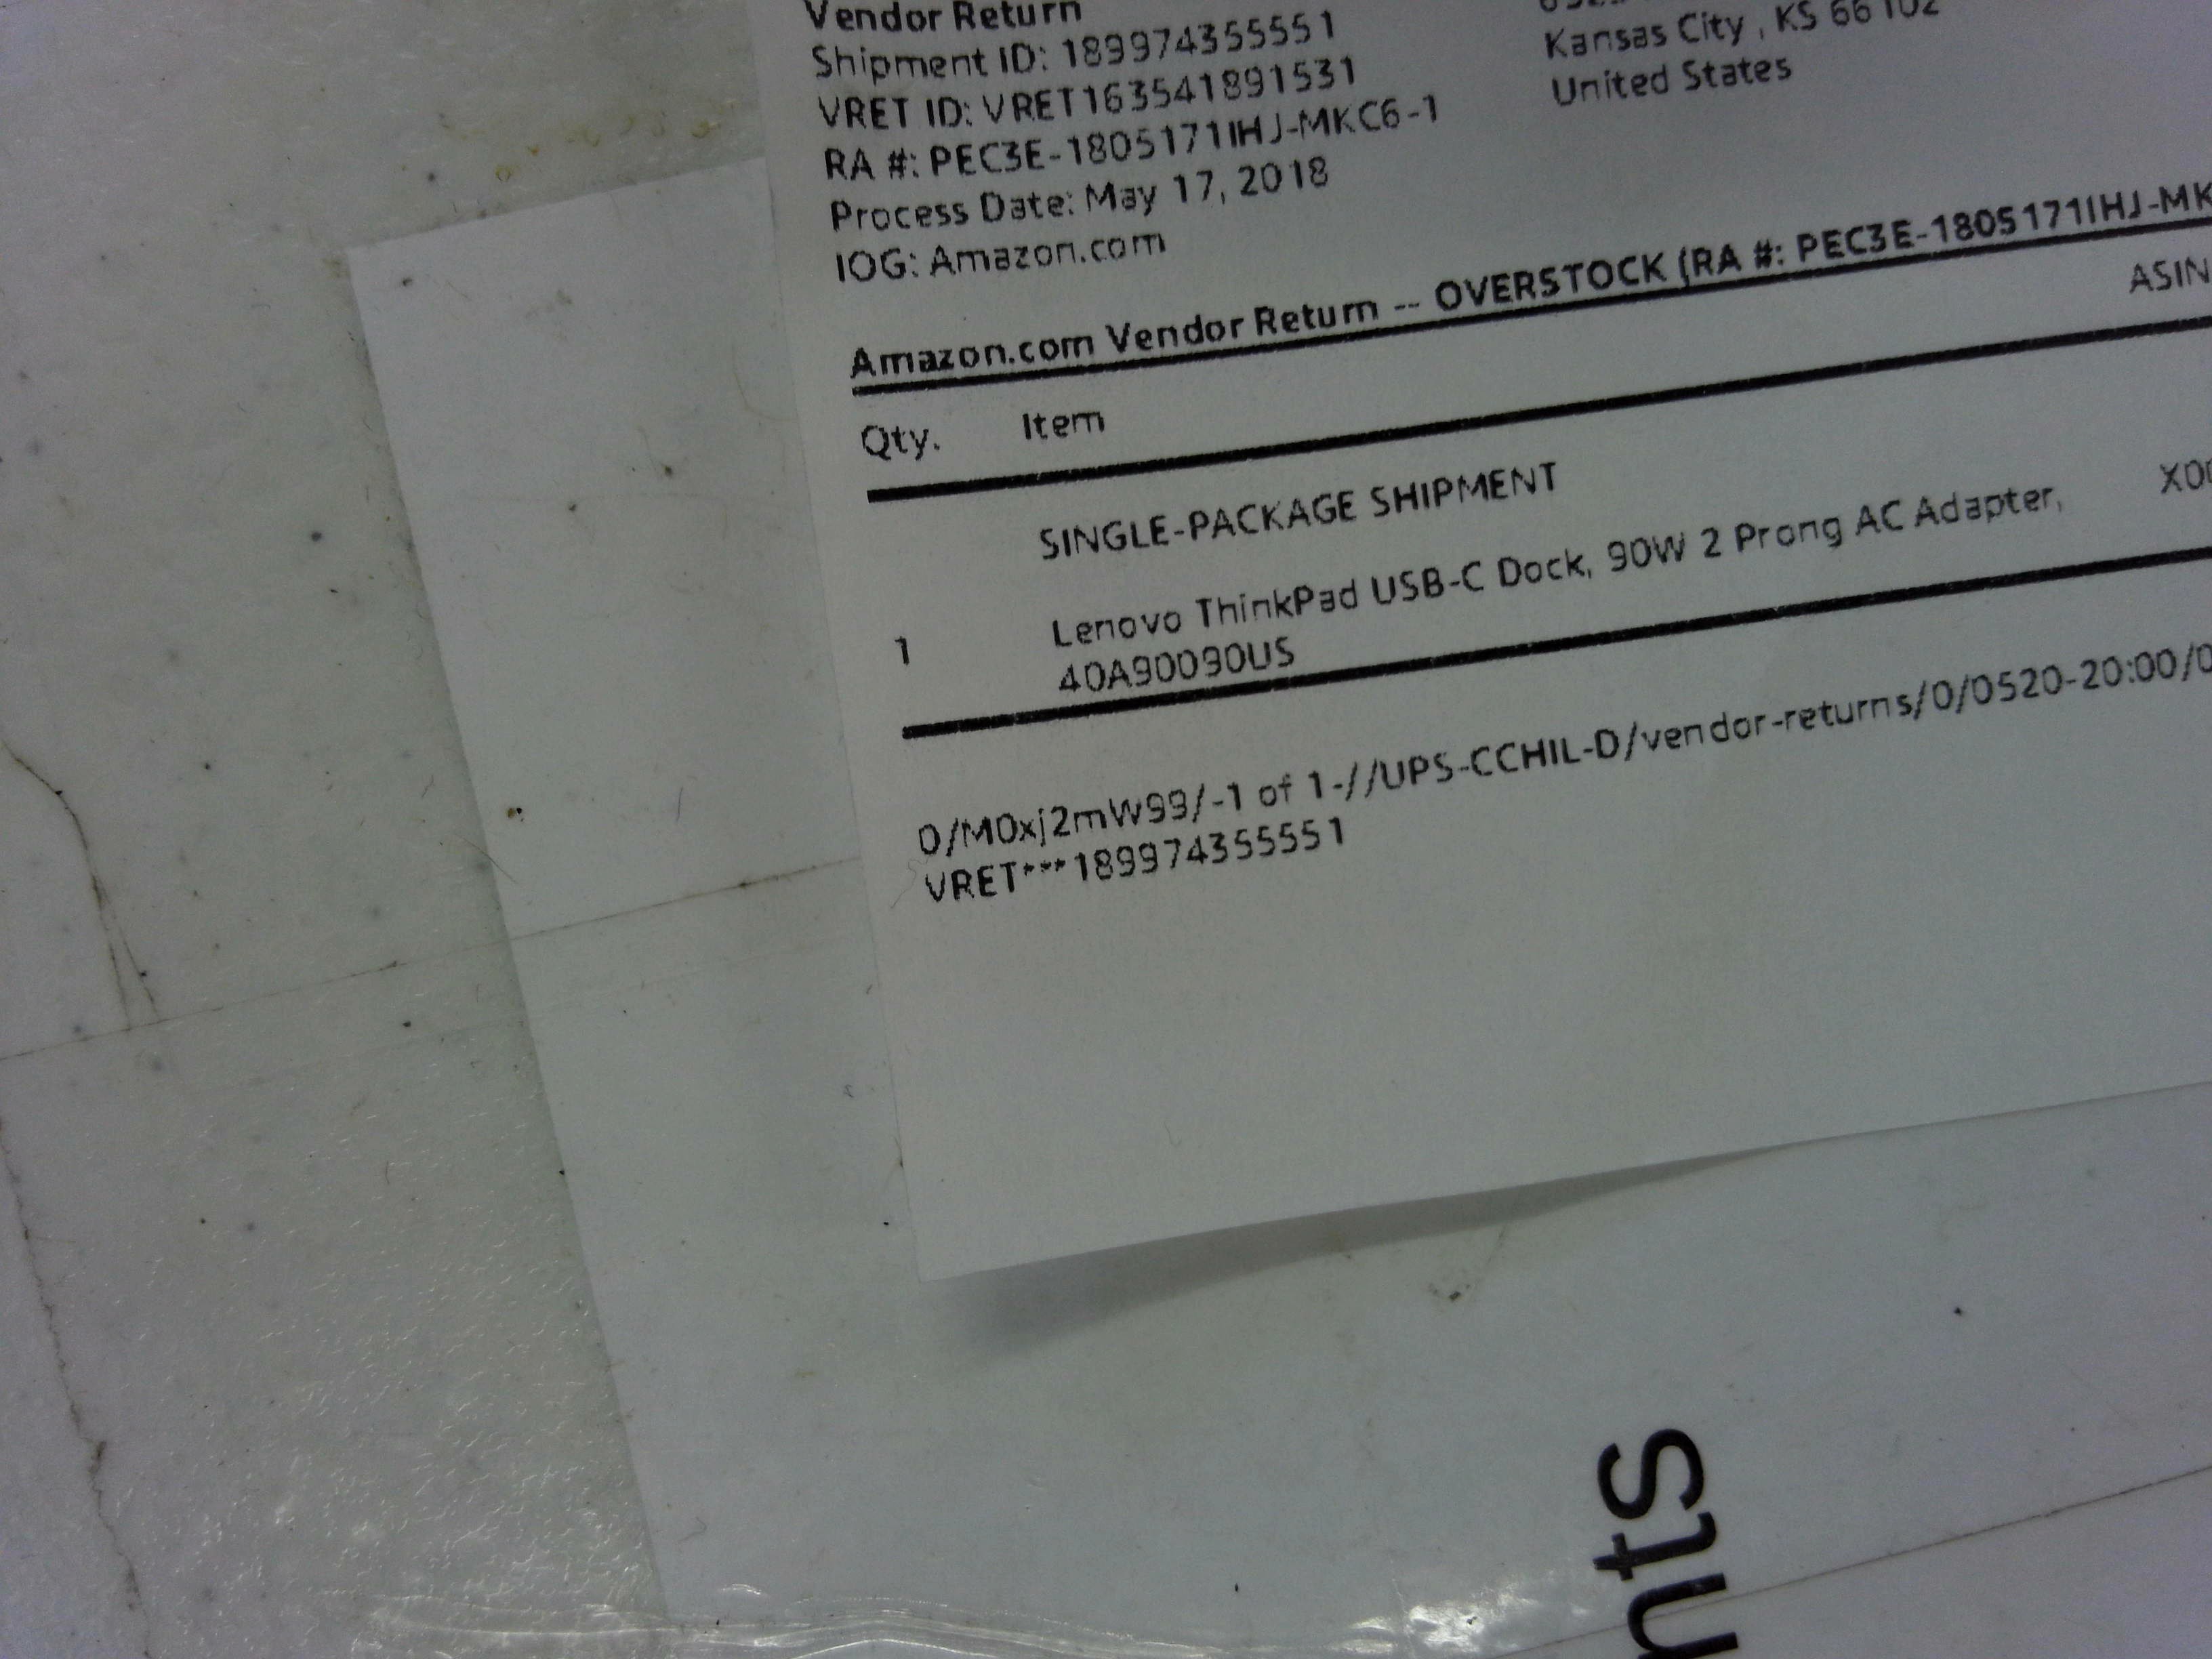 Vendor Return
Shipment ID: 189974355551
VRET ID: VRET163541891531
RA #: PEC3E-1805171IHJ-MKC6-1
Process Date: May 17, 2018
IOG: Amazon.com
Kansas City , KS 66102
United States
Amazon.com Vendor Return -- OVERSTOCK (RA #: PEC3E-1805171IHJ-MK
Qty. Item ASIN
SINGLE-PACKAGE SHIPMENT
1 Lenovo ThinkPad USB-C Dock, 90W 2 Prong AC Adapter, X00
40A90090US
0/M0xj2mW99/-1 of 1-//UPS-CCHIL-D/vendor-returns/0/0520-20:00/0
VRET***189974355551
nts